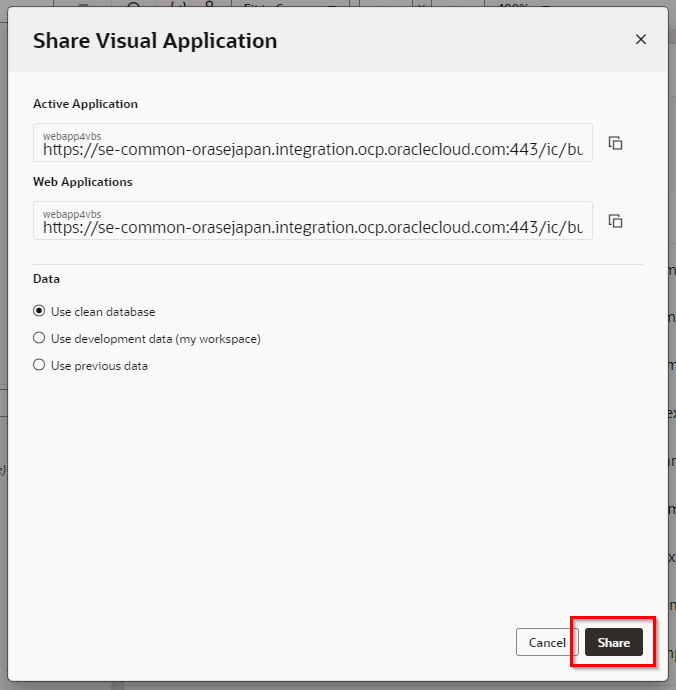 Share Visual Application
Active Application
webapp4vbs
https://se-common-orasejapan.integration.ocp.oraclecloud.com:443/ic/bu
Web Applications
webapp4vbs
https://se-common-orasejapan.integration.ocp.oraclecloud.com:443/ic/bu
Data
Use clean database
Use development data (my workspace)
Use previous data
Cancel
Share